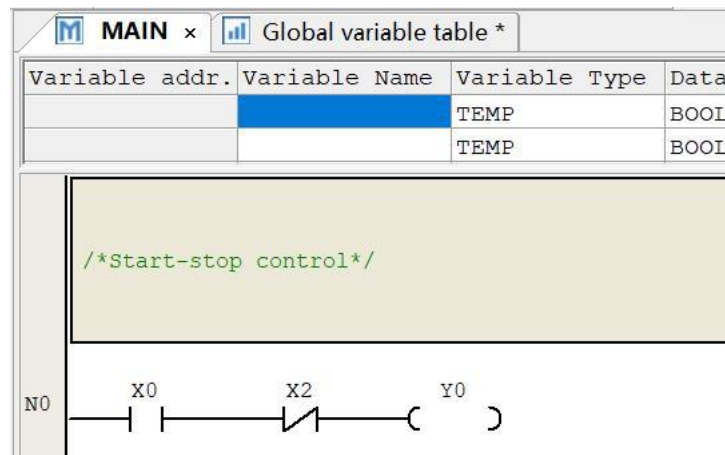 MAIN × Global variable table *
Variable addr. Variable Name Variable Type Data
TEMP BOOL
TEMP BOOL
/*Start-stop control*/
X0 X2 Y0
N0